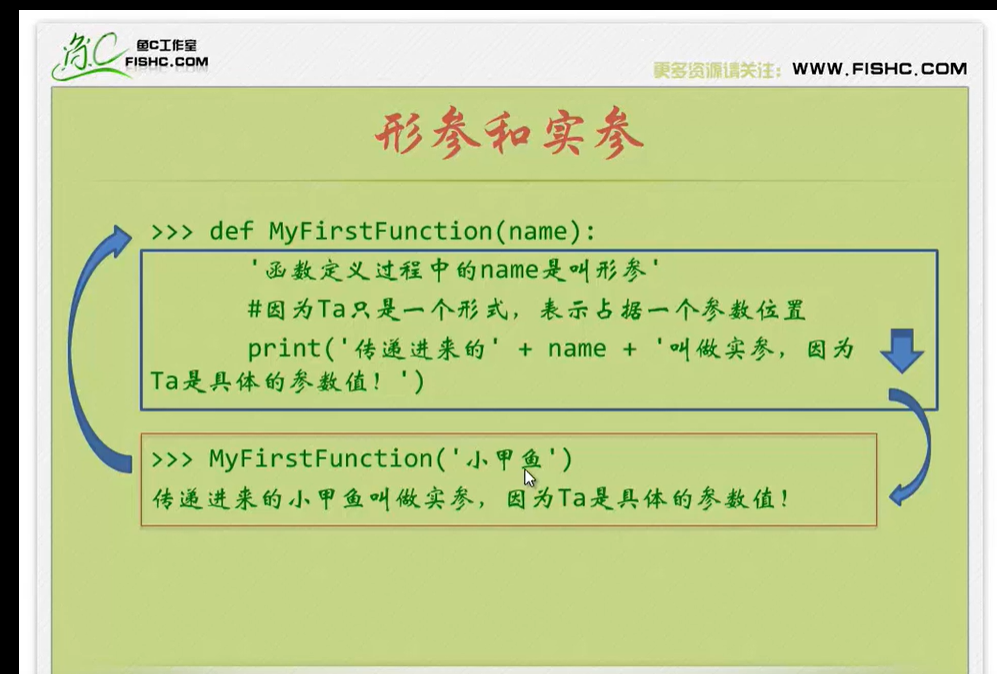 鱼C工作室
FISHC.COM
更多资源请关注：WWW.FISHC.COM
形参和实参
>>> def MyFirstFunction(name):
'函数定义过程中的name是叫形参'
#因为Ta只是一个形式，表示占据一个参数位置
print('传递进来的' + name + '叫做实参，因为
Ta是具体的参数值！')
>>> MyFirstFunction('小甲鱼')
传递进来的小甲鱼叫做实参，因为Ta是具体的参数值！